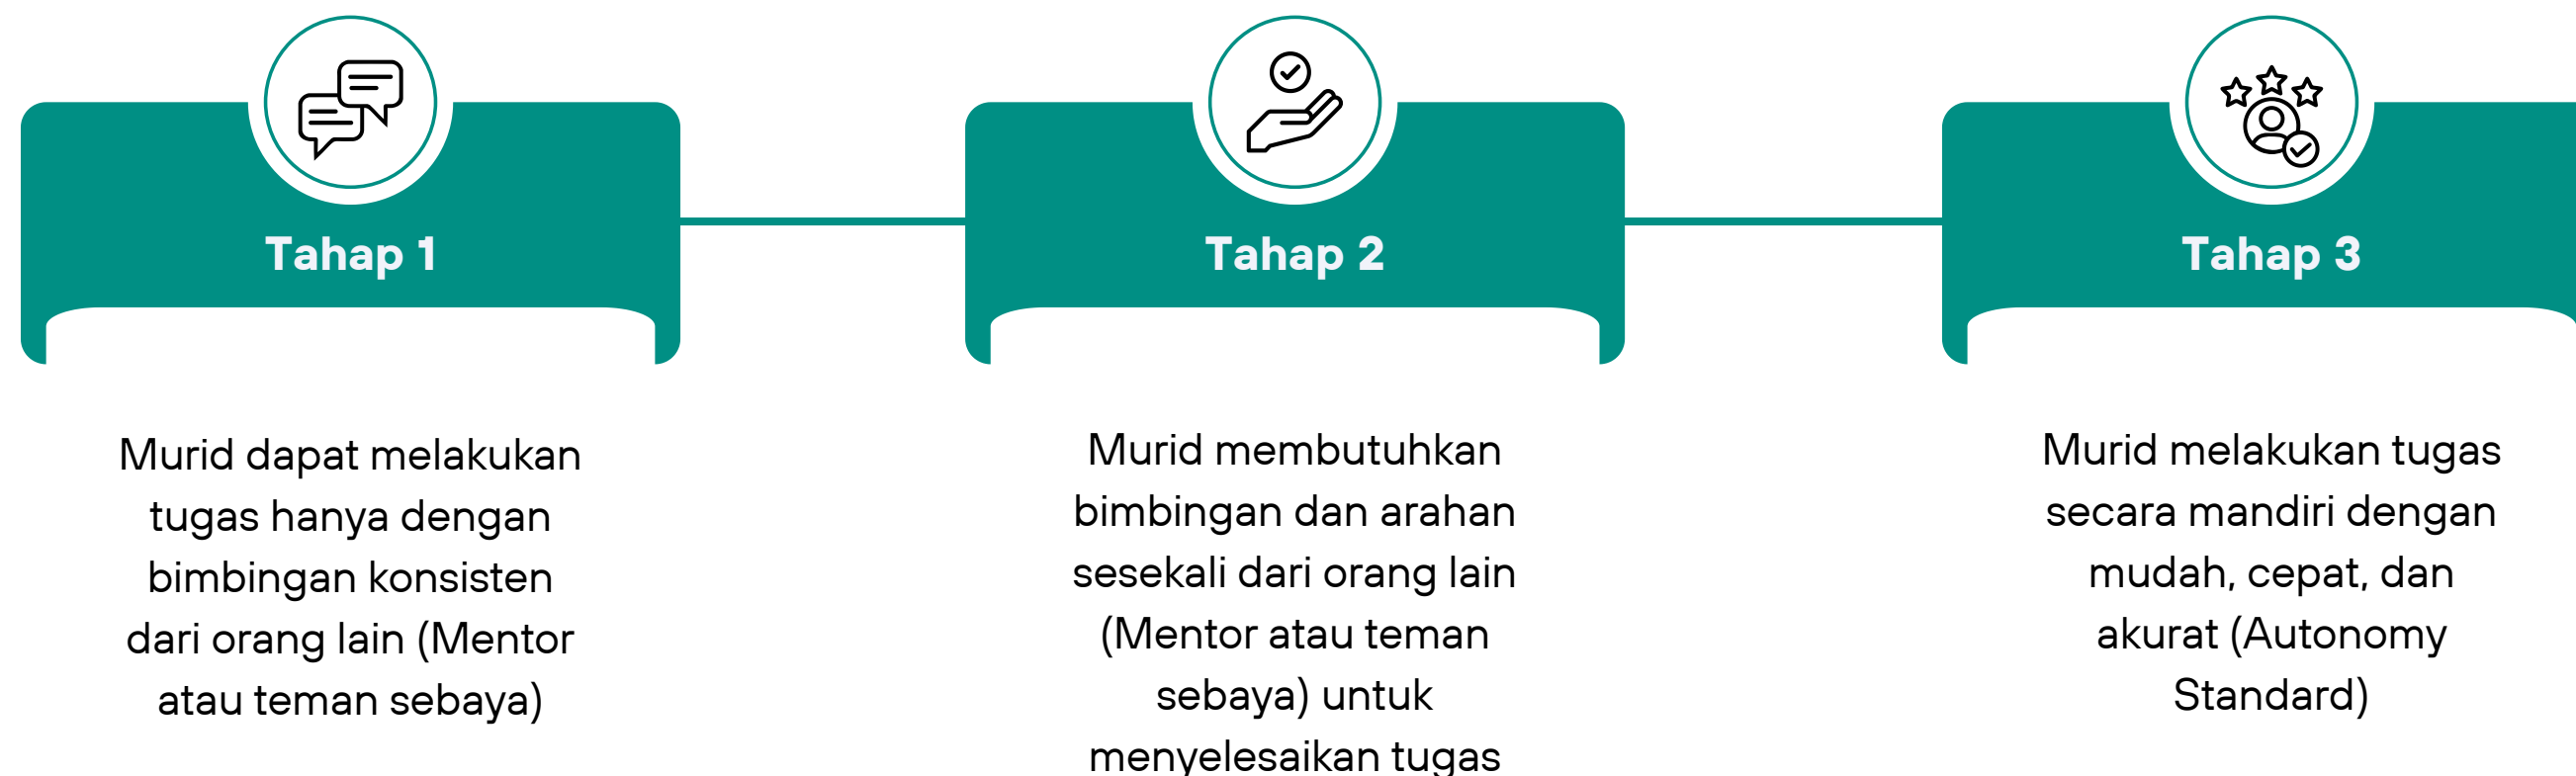 Tahap 1
Murid dapat melakukan
tugas hanya dengan
bimbingan konsisten
dari orang lain (Mentor
atau teman sebaya)
Tahap 2
Murid membutuhkan
bimbingan dan arahan
sesekali dari orang lain
(Mentor atau teman
sebaya) untuk
menyelesaikan tugas
Tahap 3
Murid melakukan tugas
secara mandiri dengan
mudah, cepat, dan
akurat (Autonomy
Standard)